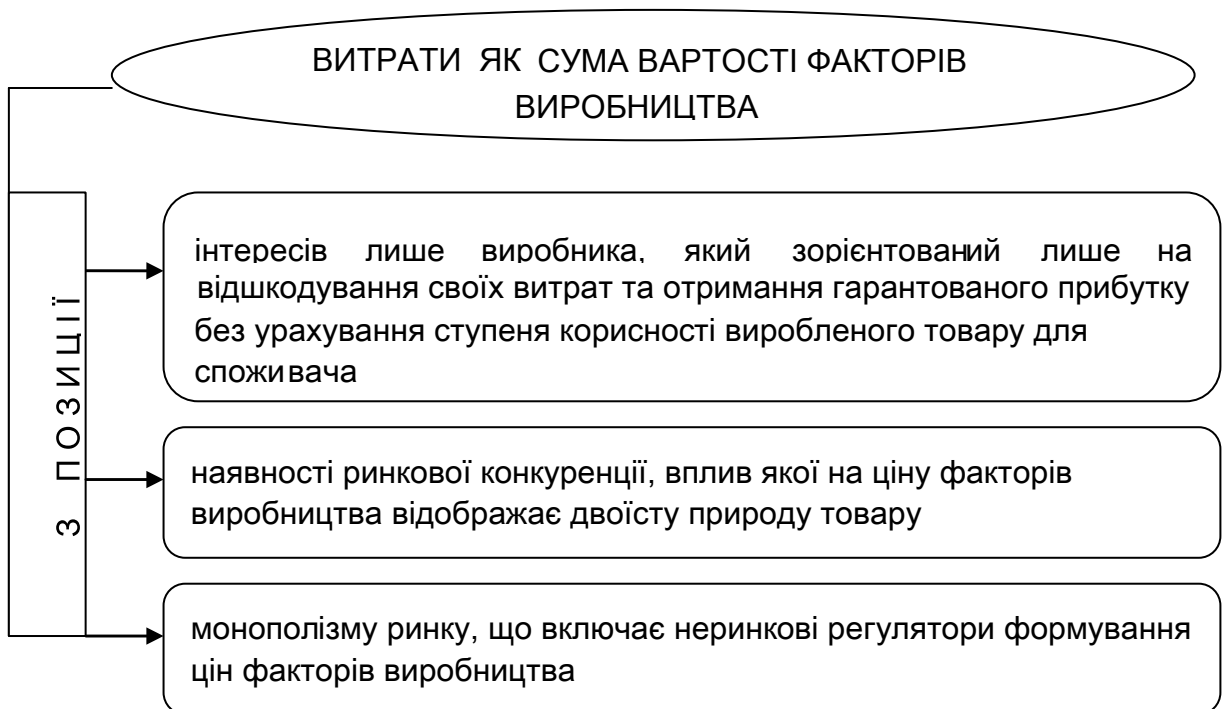 ВИТРАТИ ЯК СУМА ВАРТОСТІ ФАКТОРІВ
ВИРОБНИЦТВА
З ПОЗИЦІЇ
інтересів лише виробника, який зорієнтований лише на
відшкодування своїх витрат та отримання гарантованого прибутку
без урахування ступеня корисності виробленого товару для
споживача
наявності ринкової конкуренції, вплив якої на ціну факторів
виробництва відображає двоїсту природу товару
монополізму ринку, що включає неринкові регулятори формування
цін факторів виробництва